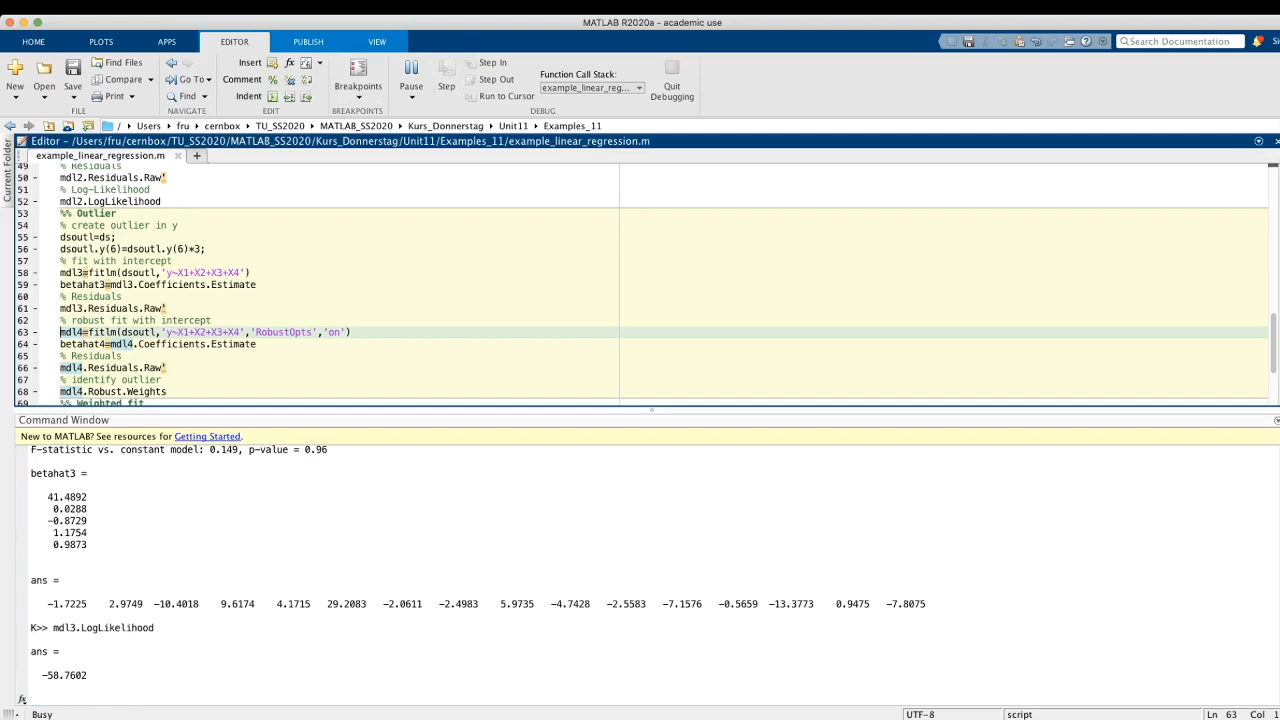 MATLAB R2020a - academic use
HOME PLOTS APPS EDITOR PUBLISH VIEW Search Documentation Si
New Open Save Find Files Compare Print Go To Find Insert fx Comment Indent Breakpoints Pause Step Step In Step Out Run to Cursor Function Call Stack: example_linear_reg... Quit Debugging
FILE NAVIGATE EDIT BREAKPOINTS DEBUG
/ Users fru cernbox TU_SS2020 MATLAB_SS2020 Kurs_Donnerstag Unit11 Examples_11
Current Folder
Editor - /Users/fru/cernbox/TU_SS2020/MATLAB_SS2020/Kurs_Donnerstag/Unit11/Examples_11/example_linear_regression.m
example_linear_regression.m
49 % Residuals
50 - mdl2.Residuals.Raw'
51 % Log-Likelihood
52 - mdl2.LogLikelihood
53 %% Outlier
54 % create outlier in y
55 - dsoutl=ds;
56 - dsoutl.y(6)=dsoutl.y(6)*3;
57 % fit with intercept
58 - mdl3=fitlm(dsoutl,'y~X1+X2+X3+X4')
59 - betahat3=mdl3.Coefficients.Estimate
60 % Residuals
61 - mdl3.Residuals.Raw'
62 % robust fit with intercept
63 - mdl4=fitlm(dsoutl,'y~X1+X2+X3+X4','RobustOpts','on')
64 - betahat4=mdl4.Coefficients.Estimate
65 % Residuals
66 - mdl4.Residuals.Raw'
67 % identify outlier
68 - mdl4.Robust.Weights
69 %% Weighted fit
Command Window
New to MATLAB? See resources for Getting Started.
F-statistic vs. constant model: 0.149, p-value = 0.96
betahat3 =
41.4892
0.0288
-0.8729
1.1754
0.9873
ans =
-1.7225 2.9749 -10.4018 9.6174 4.1715 29.2083 -2.0611 -2.4983 5.9735 -4.7428 -2.5583 -7.1576 -0.5659 -13.3773 0.9475 -7.8075
K>> mdl3.LogLikelihood
ans =
-58.7602
fx
Busy UTF-8 script Ln 63 Col 1